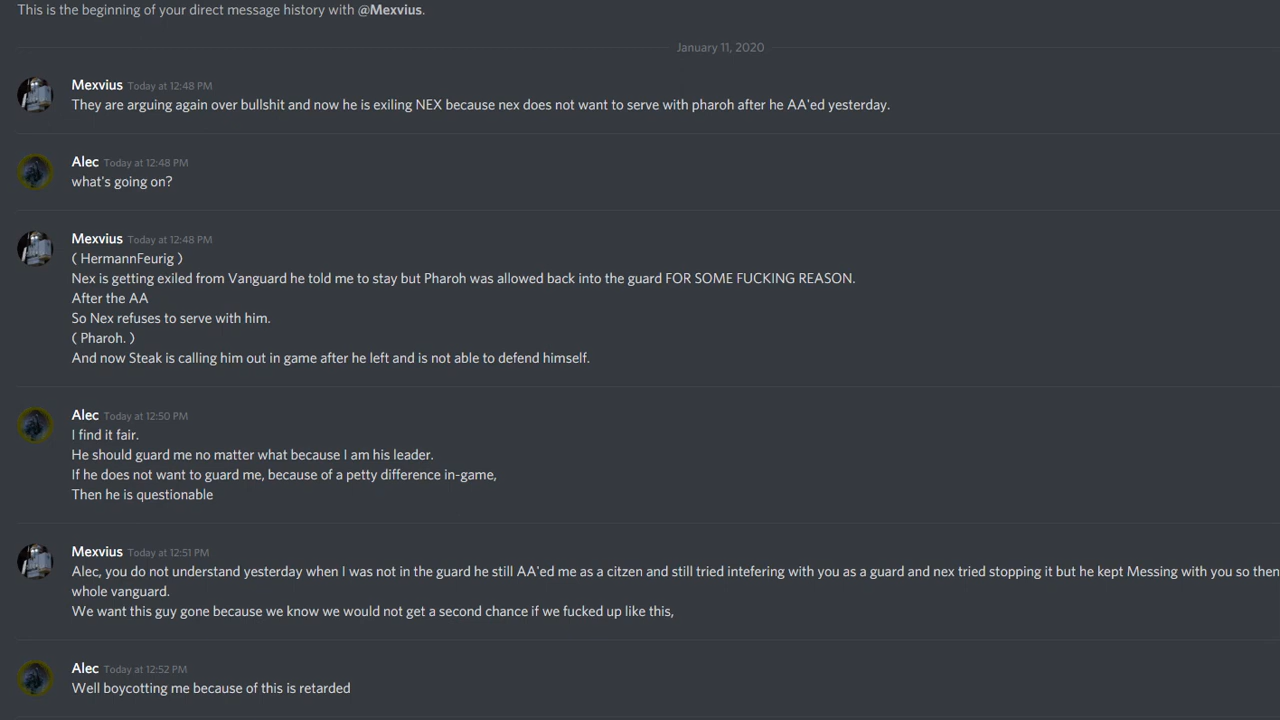 This is the beginning of your direct message history with @Mexvius.
January 11, 2020
Mexvius Today at 12:48 PM
They are arguing again over bullshit and now he is exiling NEX because nex does not want to serve with pharoh after he AA'ed yesterday.
Alec Today at 12:48 PM
what's going on?
Mexvius Today at 12:48 PM
( HermannFeurig )
Nex is getting exiled from Vanguard he told me to stay but Pharoh was allowed back into the guard FOR SOME FUCKING REASON.
After the AA
So Nex refuses to serve with him.
( Pharoh. )
And now Steak is calling him out in game after he left and is not able to defend himself.
Alec Today at 12:50 PM
I find it fair.
He should guard me no matter what because I am his leader.
If he does not want to guard me, because of a petty difference in-game,
Then he is questionable
Mexvius Today at 12:51 PM
Alec, you do not understand yesterday when I was not in the guard he still AA'ed me as a citzen and still tried intefering with you as a guard and nex tried stopping it but he kept Messing with you so then
whole vanguard.
We want this guy gone because we know we would not get a second chance if we fucked up like this,
Alec Today at 12:52 PM
Well boycotting me because of this is retarded